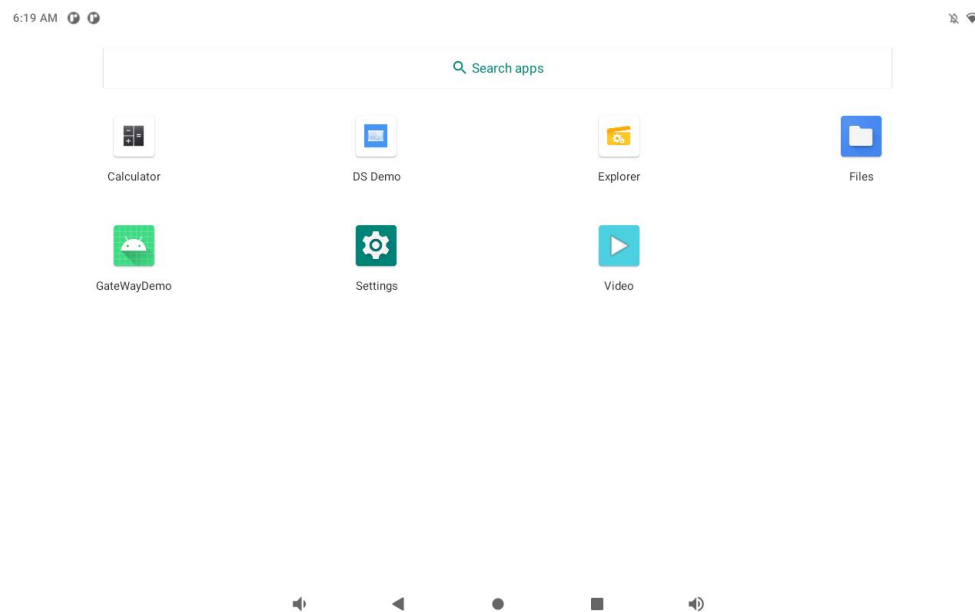 6:19 AM
Search apps
Calculator
DS Demo
Explorer
Files
GateWayDemo
Settings
Video